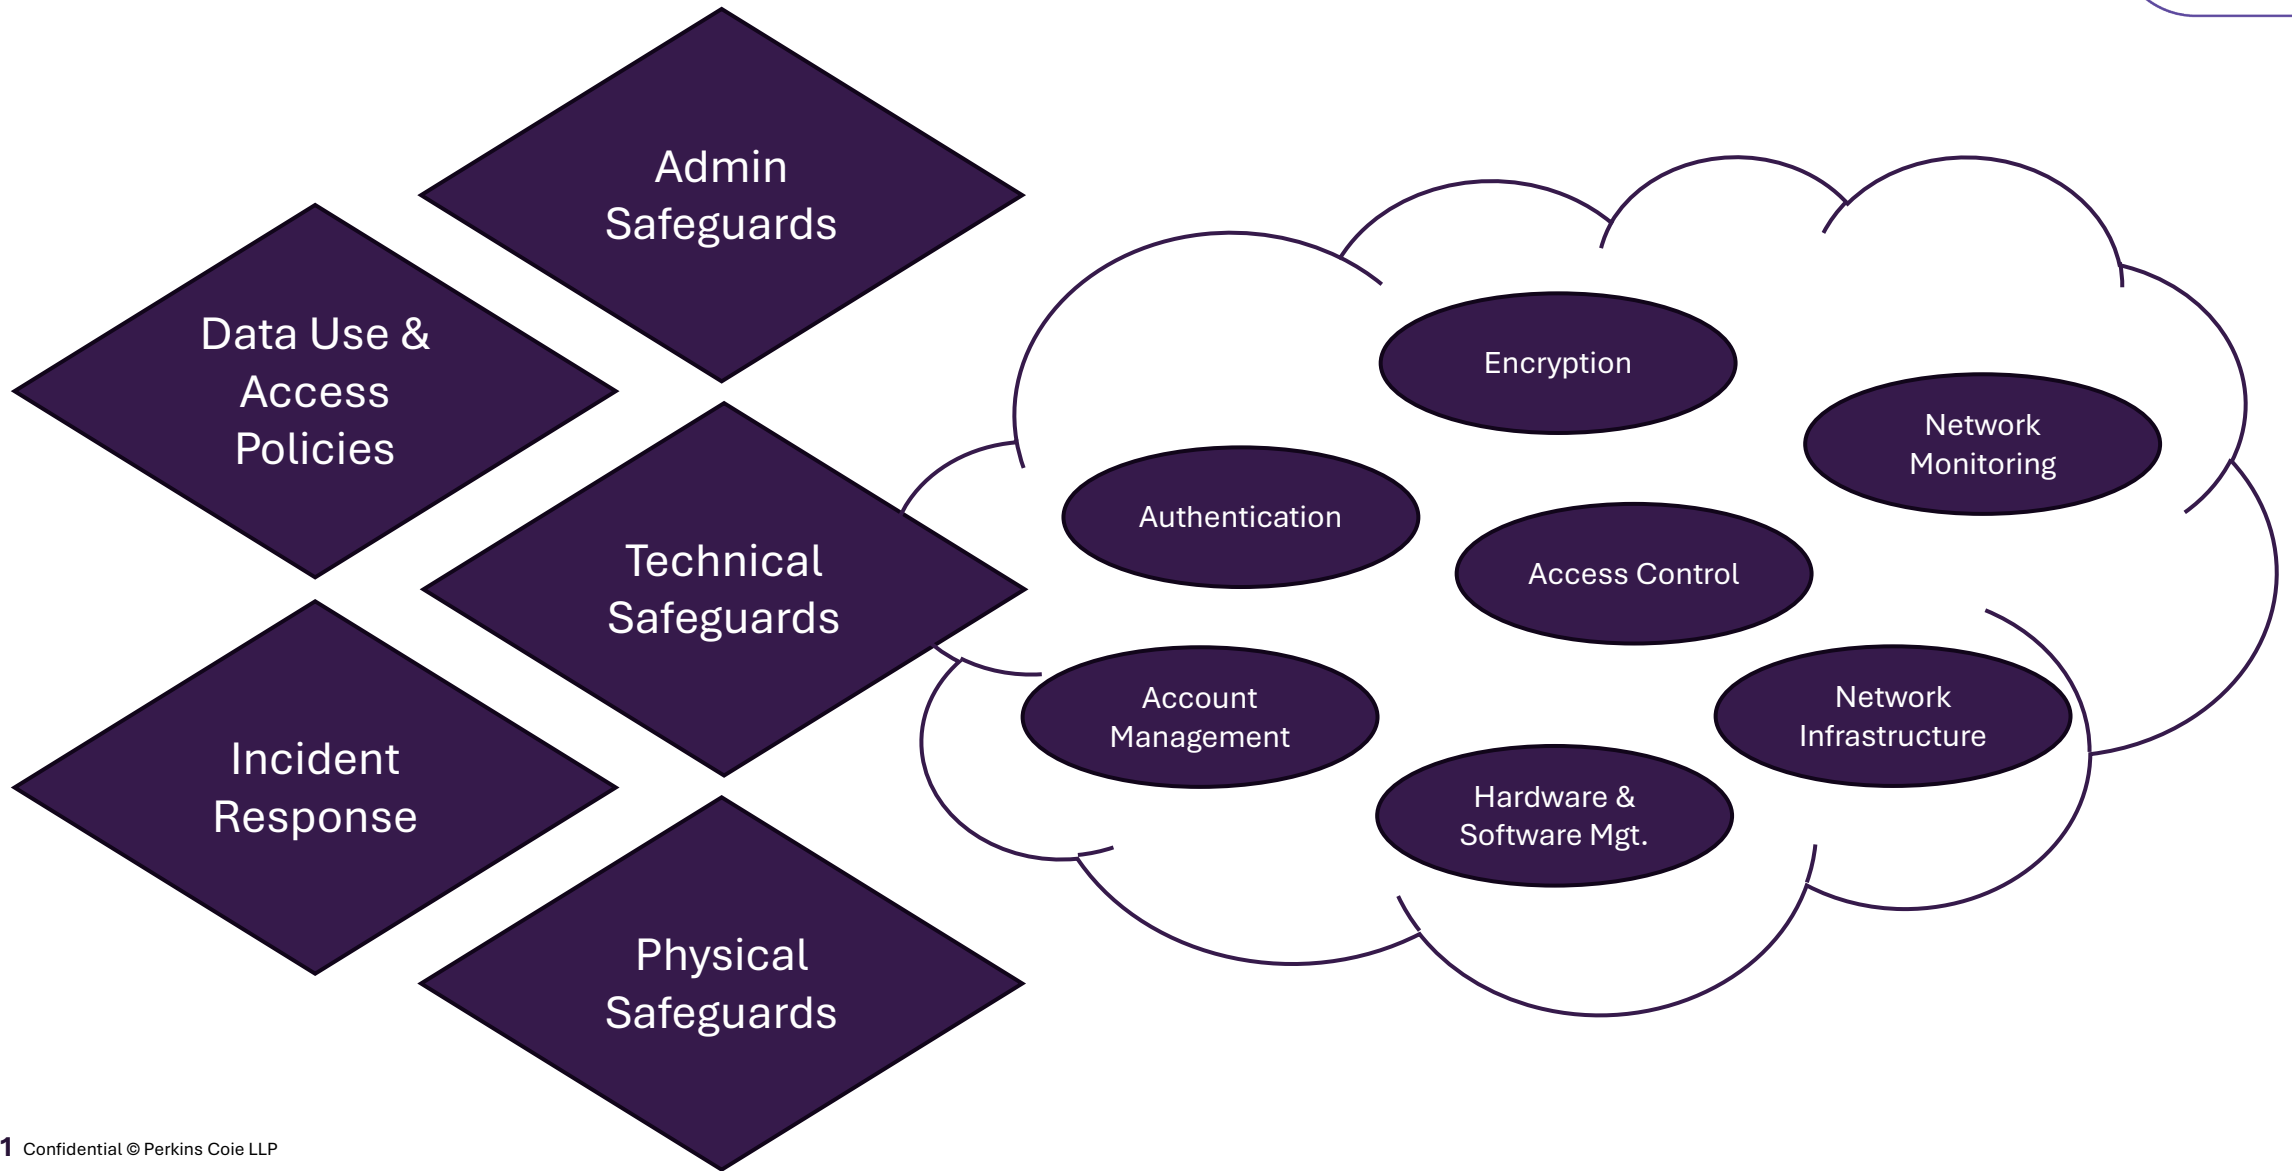 Admin
Safeguards
Data Use &
Access
Policies
Technical
Safeguards
Incident
Response
Physical
Safeguards
Encryption
Network
Monitoring
Authentication
Access Control
Account
Management
Network
Infrastructure
Hardware &
Software Mgt.
1 Confidential © Perkins Coie LLP